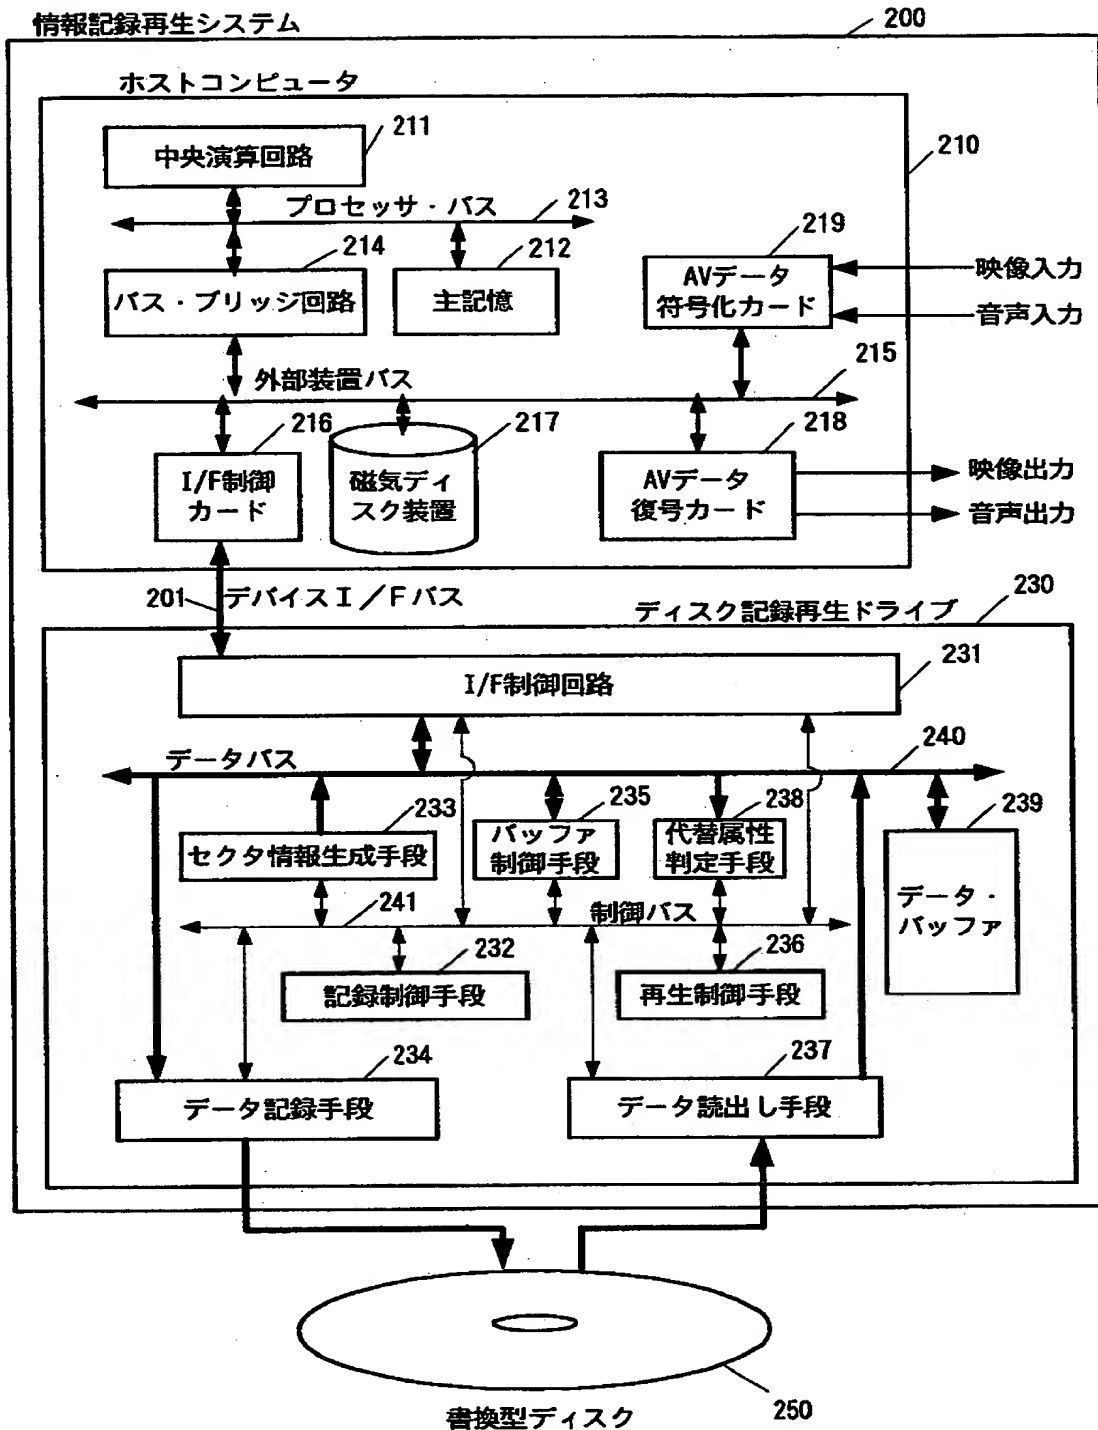 情報記録再生システム
200
ホストコンピュータ
211
中央演算回路
210
プロセッサ・バス
213
214
212
219
バス・ブリッジ回路
主記憶
AVデータ
符号化カード
映像入力
音声入力
外部装置バス
215
216
217
218
I/F制御
カード
磁気ディ
スク装置
AVデータ
復号カード
映像出力
音声出力
201
デバイスI/Fバス
ディスク記録再生ドライブ
230
231
I/F制御回路
データバス
240
233
235
238
239
セクタ情報生成手段
バッファ
制御手段
代替属性
判定手段
データ・
バッファ
241
制御バス
232
236
記録制御手段
再生制御手段
234
237
データ記録手段
データ読出し手段
250
書換型ディスク